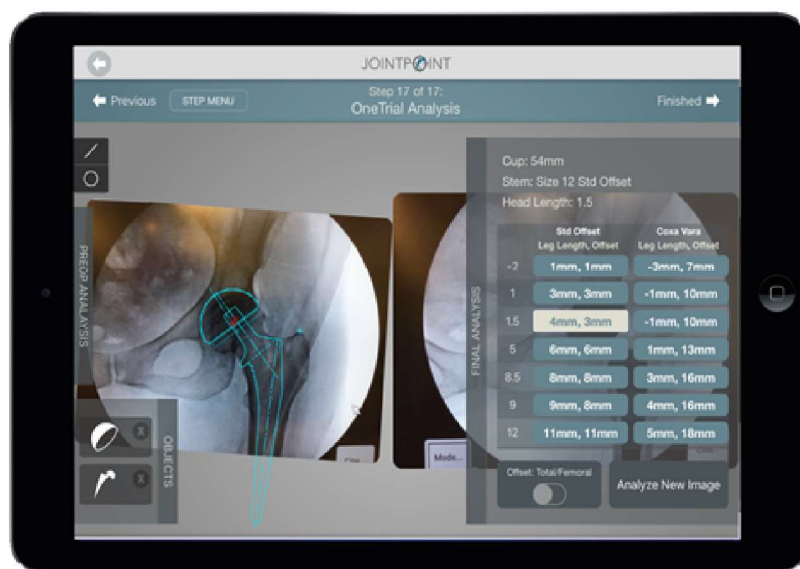 JOINTPOINT
Previous
STEP MENU
Step 17 of 17:
OneTrial Analysis
Finished
PREOP ANALAYSIS
OBJECTS
FINAL ANALYSIS
Cup: 54mm
Stem: Size 12 Std Offset
Head Length: 1.5
Std Offset Coxa Vara
Leg Length, Offset Leg Length, Offset
-2 1mm, 1mm -3mm, 7mm
1 3mm, 3mm -1mm, 10mm
1.5 4mm, 3mm -1mm, 10mm
5 6mm, 6mm 1mm, 13mm
8.5 8mm, 8mm 3mm, 16mm
9 9mm, 8mm 4mm, 16mm
12 11mm, 11mm 5mm, 18mm
Cine
Mode...
Cine
Offset: Total/Femoral
Analyze New Image
X
X